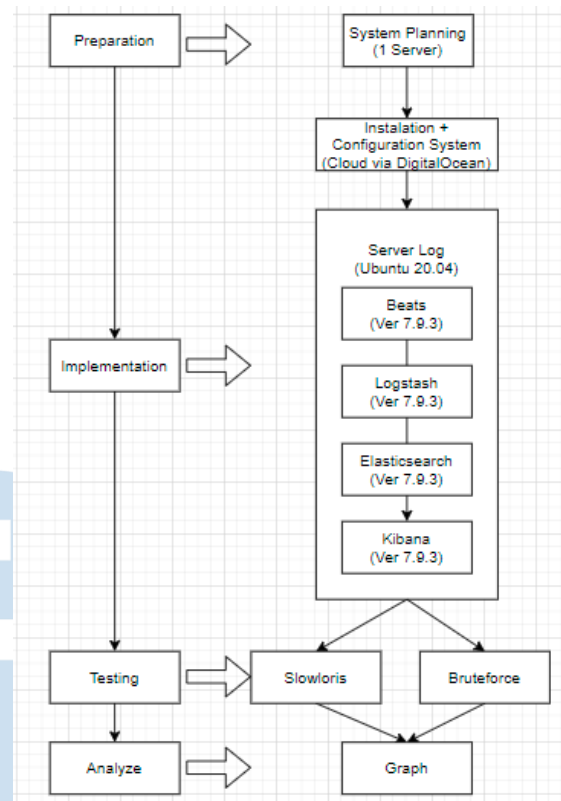 Preparation
System Planning
(1 Server)
Instalation +
Configuration System
(Cloud via DigitalOcean)
Server Log
(Ubuntu 20.04)
Beats
(Ver 7.9.3)
Implementation
Logstash
(Ver 7.9.3)
Elasticsearch
(Ver 7.9.3)
Kibana
(Ver 7.9.3)
Testing
Slowloris
Bruteforce
Analyze
Graph